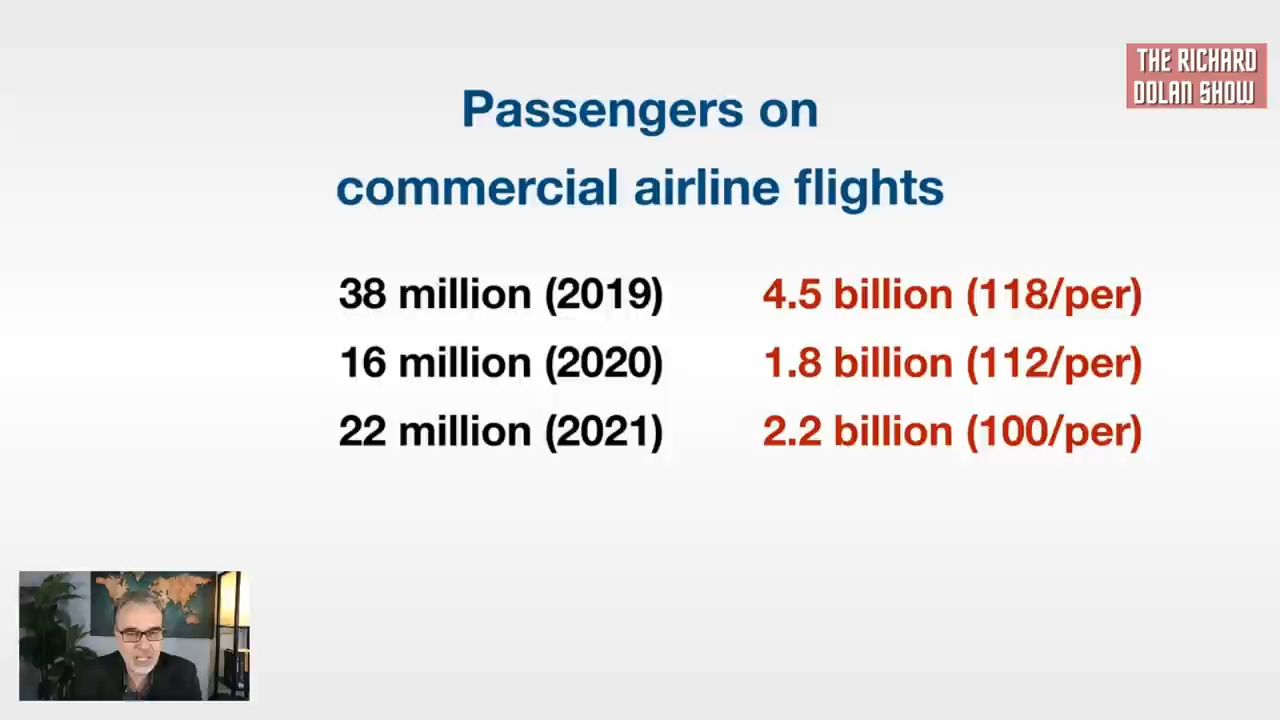 THE RICHARD
DOLAN SHOW
Passengers on
commercial airline flights
38 million (2019) 4.5 billion (118/per)
16 million (2020) 1.8 billion (112/per)
22 million (2021) 2.2 billion (100/per)